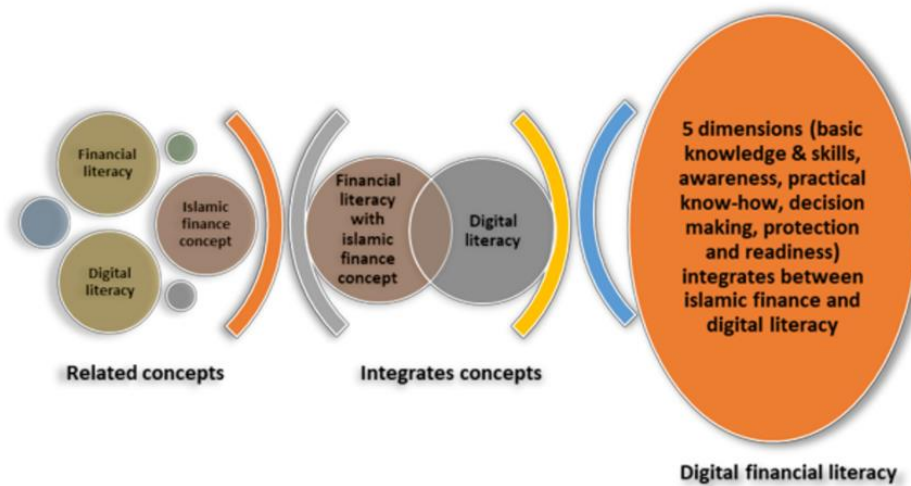 Financial
literacy
Islamic
finance
concept
Digital
literacy
Related concepts
Financial
literacy
with
islamic
finance
concept
Digital
literacy
Integrates concepts
5 dimensions (basic
knowledge & skills,
awareness, practical
know-how, decision
making, protection
and readiness)
integrates between
islamic finance and
digital literacy
Digital financial literacy